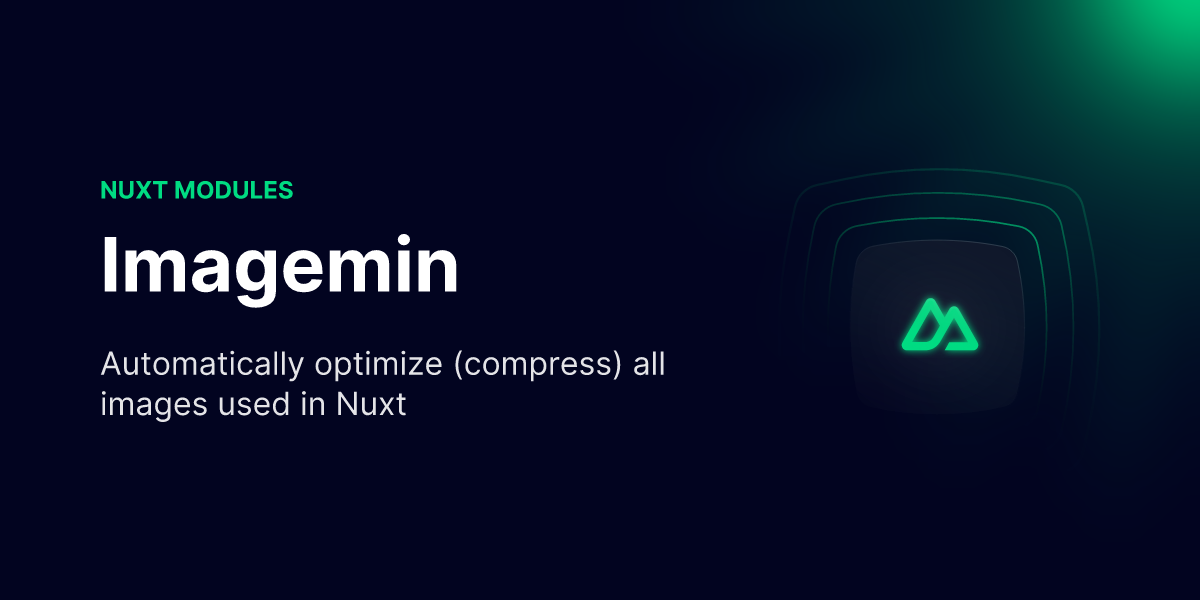 NUXT MODULES
Imagemin
Automatically optimize (compress) all
images used in Nuxt